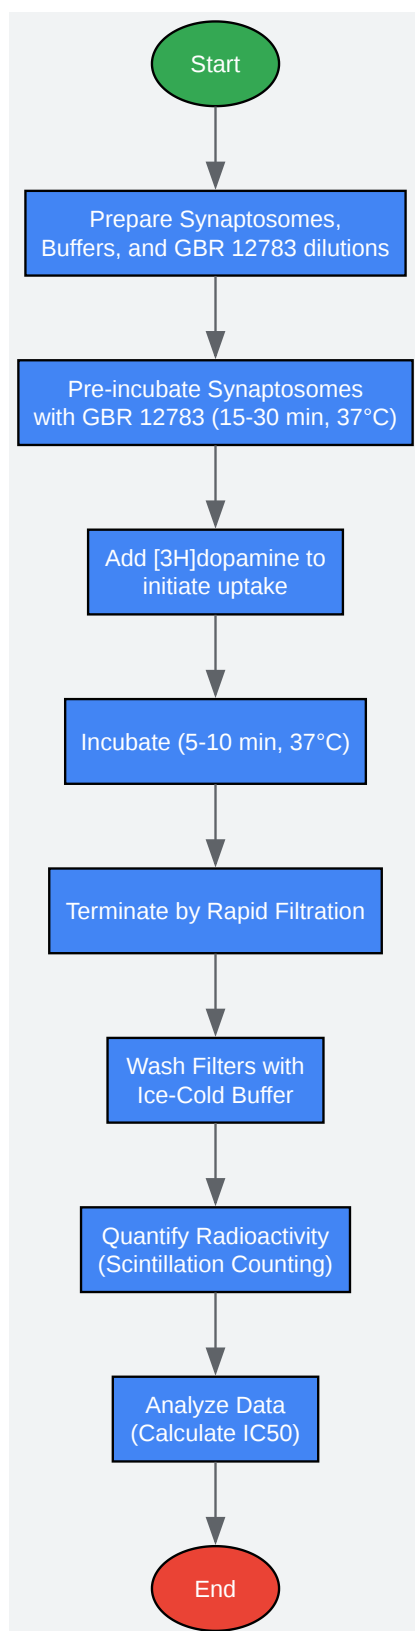 Start
Prepare Synaptosomes,
Buffers, and GBR 12783 dilutions
Pre-incubate Synaptosomes
with GBR 12783 (15-30 min, 37°C)
Add [3H]dopamine to
initiate uptake
Incubate (5-10 min, 37°C)
Terminate by Rapid Filtration
Wash Filters with
Ice-Cold Buffer
Quantify Radioactivity
(Scintillation Counting)
Analyze Data
(Calculate IC50)
End